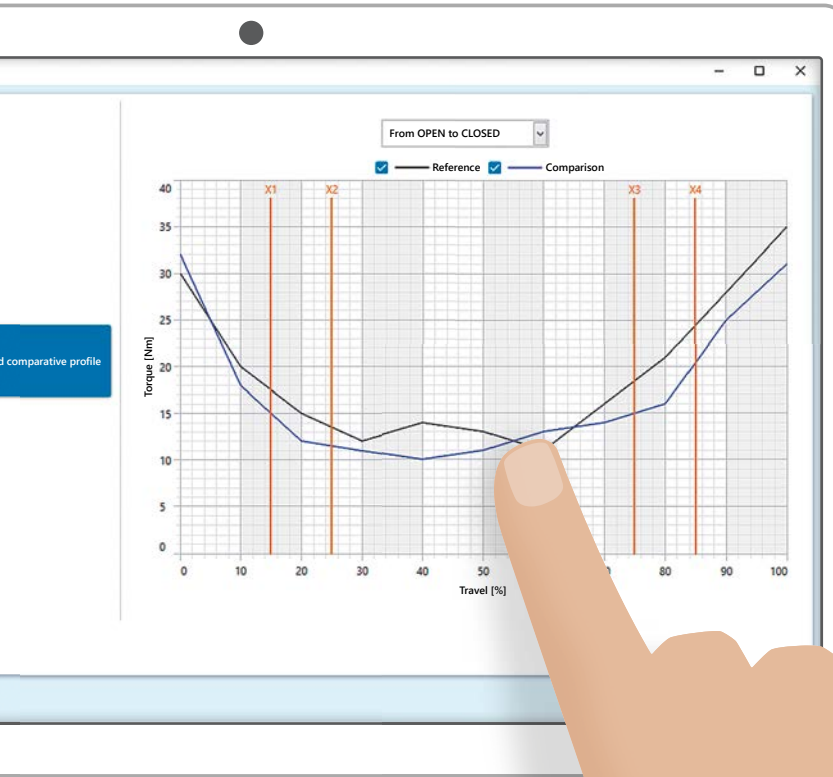 From OPEN to CLOSED
Reference Comparison
X1 X2 X3 X4
40
35
30
25
20
15
10
5
0
Torque [Nm]
comparative profile
0 10 20 30 40 50 80 90 100
Travel [%]